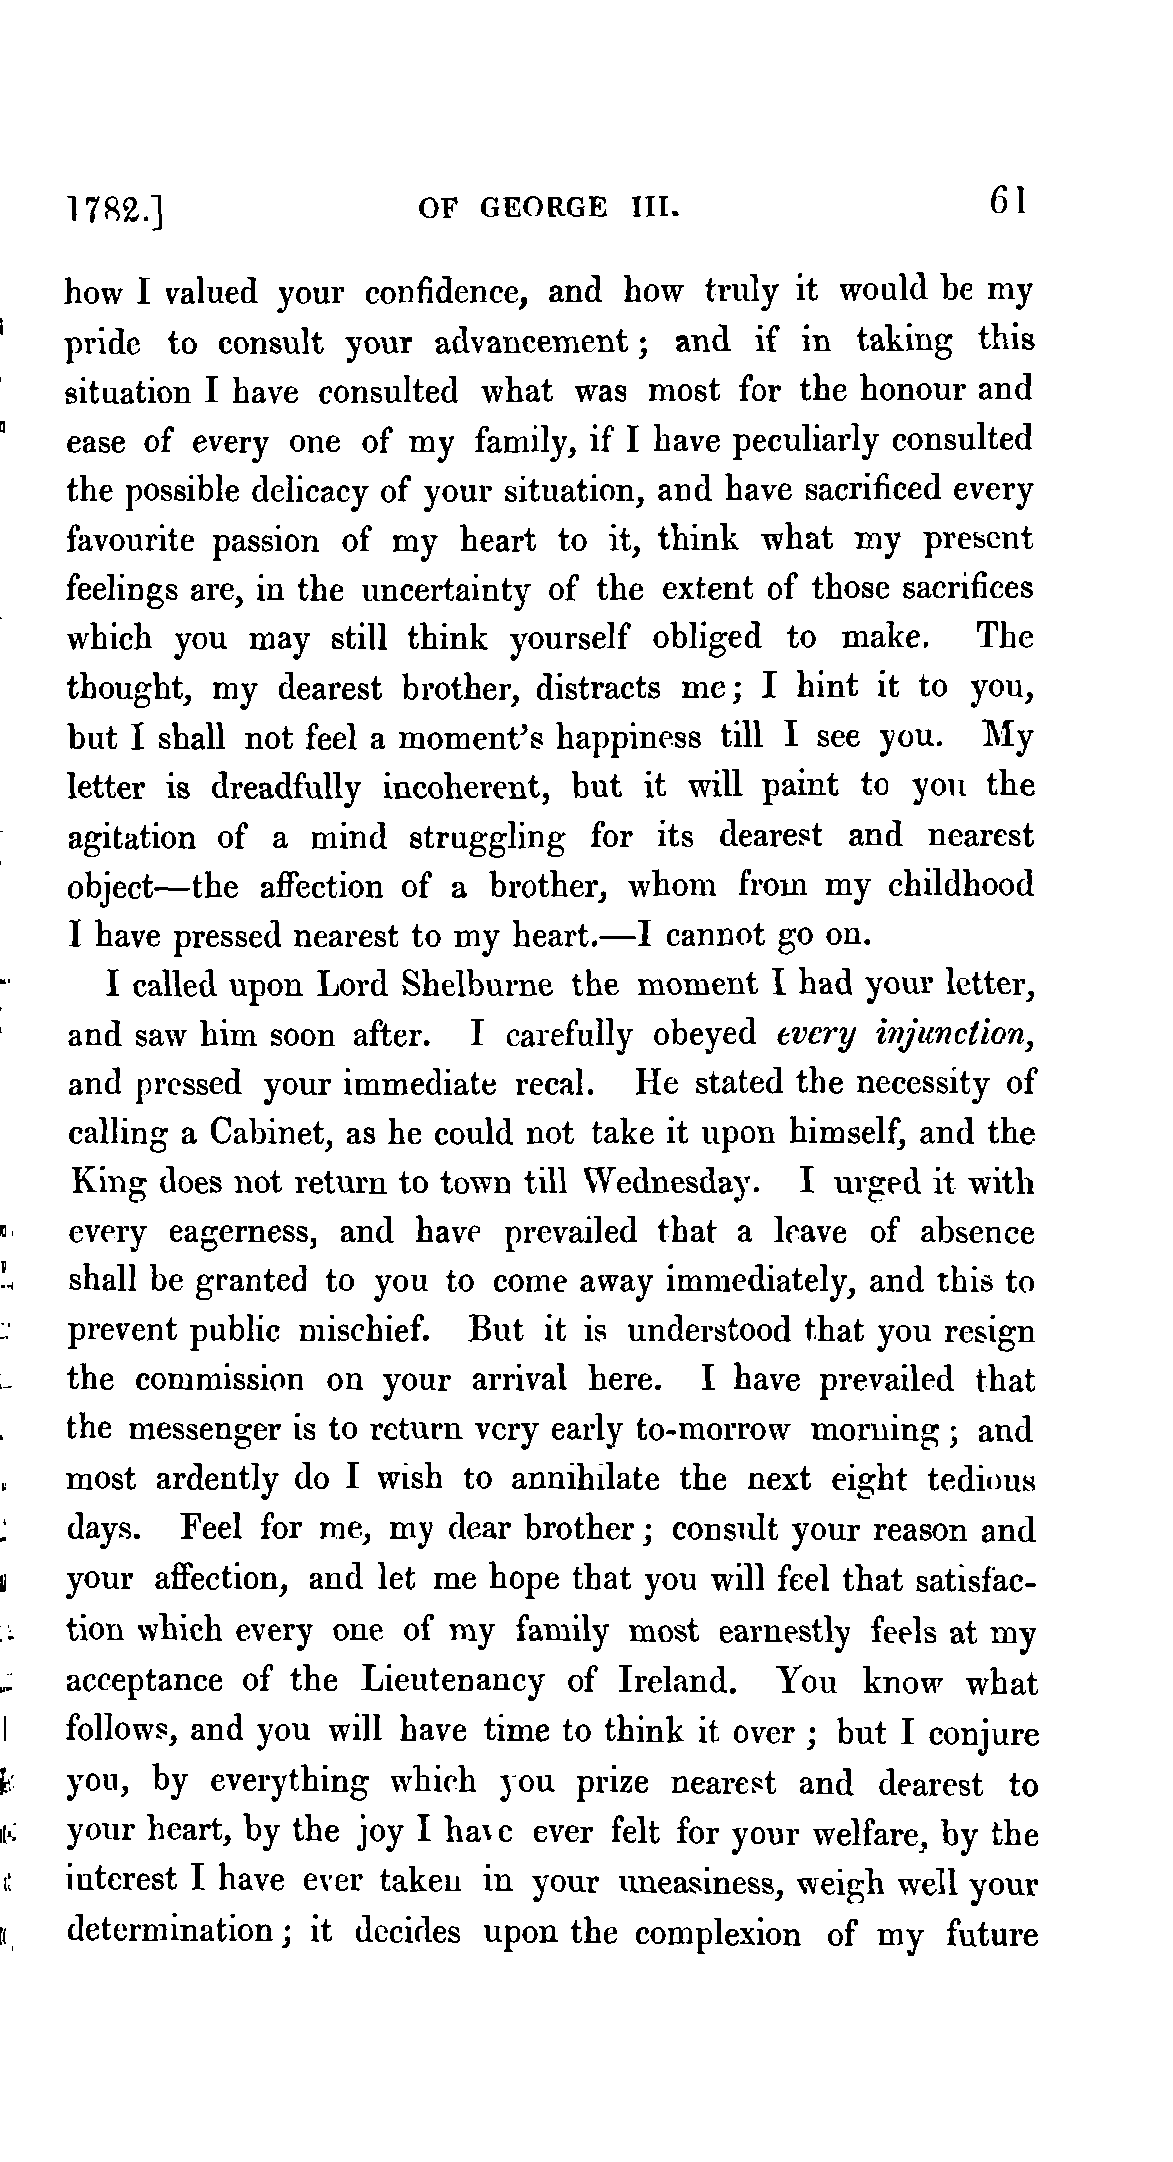 1782.] OF GEORGE III. 61
how I valued your confidence, and how truly it would be my
pride to consult your advancement; and if in taking this
situation I have consulted what was most for the honour and
ease of every one of my family, if I have peculiarly consulted
the possible delicacy of your situation, and have sacrificed every
favourite passion of my heart to it, think what my present
feelings are, in the uncertainty of the extent of those sacrifices
which you may still think yourself obliged to make. The
thought, my dearest brother, distracts me; I hint it to you,
but I shall not feel a moment's happiness till I see you. My
letter is dreadfully incoherent, but it will paint to you the
agitation of a mind struggling for its dearest and nearest
object—the affection of a brother, whom from my childhood
I have pressed nearest to my heart.—I cannot go on.
I called upon Lord Shelburne the moment I had your letter,
and saw him soon after. I carefully obeyed every injunction,
and pressed your immediate recal. He stated the necessity of
calling a Cabinet, as he could not take it upon himself, and the
King does not return to town till Wednesday. I urged it with
every eagerness, and have prevailed that a leave of absence
shall be granted to you to come away immediately, and this to
prevent public mischief. But it is understood that you resign
the commission on your arrival here. I have prevailed that
the messenger is to return very early to-morrow morning; and
most ardently do I wish to annihilate the next eight tedious
days. Feel for me, my dear brother; consult your reason and
your affection, and let me hope that you will feel that satisfac-
tion which every one of my family most earnestly feels at my
acceptance of the Lieutenancy of Ireland. You know what
follows, and you will have time to think it over; but I conjure
you, by everything which you prize nearest and dearest to
your heart, by the joy I have ever felt for your welfare, by the
interest I have ever taken in your uneasiness, weigh well your
determination; it decides upon the complexion of my future